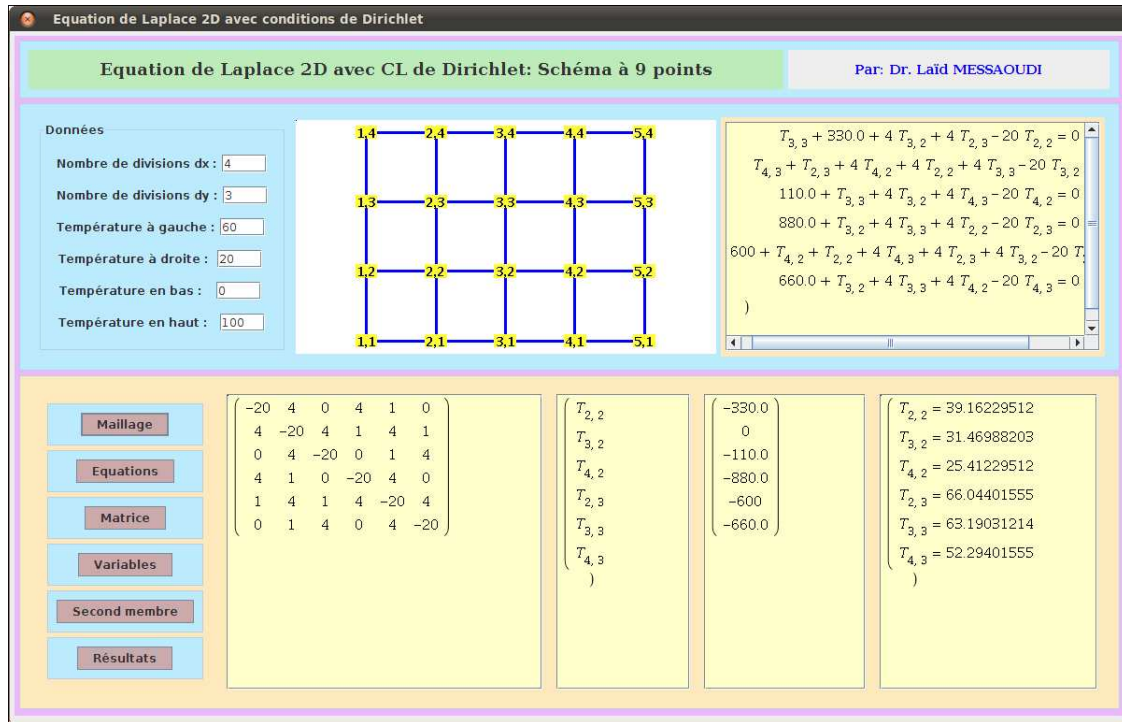 Equation de Laplace 2D avec conditions de Dirichlet
Equation de Laplace 2D avec CL de Dirichlet: Schéma à 9 points
Par: Dr. Laïd MESSAOUDI
Données
Nombre de divisions dx : 4
Nombre de divisions dy : 3
Température à gauche : 60
Température à droite : 20
Température en bas : 0
Température en haut : 100
1,4 2,4 3,4 4,4 5,4
1,3 2,3 3,3 4,3 5,3
1,2 2,2 3,2 4,2 5,2
1,1 2,1 3,1 4,1 5,1
T3, 3 + 330.0 + 4 T3, 2 + 4 T2, 3 − 20 T2, 2 = 0
T4, 3 + T2, 3 + 4 T4, 2 + 4 T2, 2 + 4 T3, 3 − 20 T3, 2
110.0 + T3, 3 + 4 T3, 2 + 4 T4, 3 − 20 T4, 2 = 0
880.0 + T3, 2 + 4 T3, 3 + 4 T2, 2 − 20 T2, 3 = 0
600 + T4, 2 + T2, 2 + 4 T4, 3 + 4 T2, 3 + 4 T3, 2 − 20 T
660.0 + T3, 2 + 4 T3, 3 + 4 T4, 2 − 20 T4, 3 = 0
)
Maillage
Equations
Matrice
Variables
Second membre
Résultats
−20 4 0 4 1 0
4 −20 4 1 4 1
0 4 −20 0 1 4
4 1 0 −20 4 0
1 4 1 4 −20 4
0 1 4 0 4 −20
T2, 2
T3, 2
T4, 2
T2, 3
T3, 3
T4, 3
)
−330.0
0
−110.0
−880.0
−600
−660.0
T2, 2 = 39.16229512
T3, 2 = 31.46988203
T4, 2 = 25.41229512
T2, 3 = 66.04401555
T3, 3 = 63.19031214
T4, 3 = 52.29401555
)